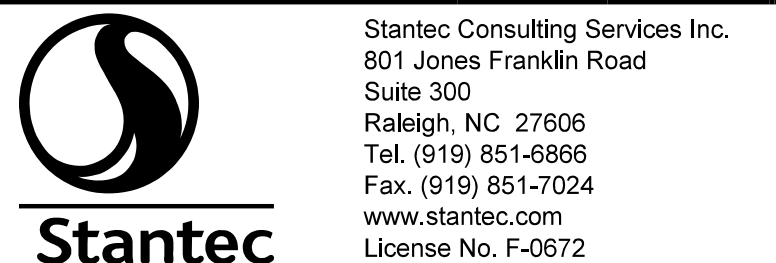 Stantec Consulting Services Inc.
801 Jones Franklin Road
Suite 300
Raleigh, NC  27606
Tel. (919) 851-6866
Fax. (919) 851-7024
www.stantec.com
License No. F-0672
Stantec